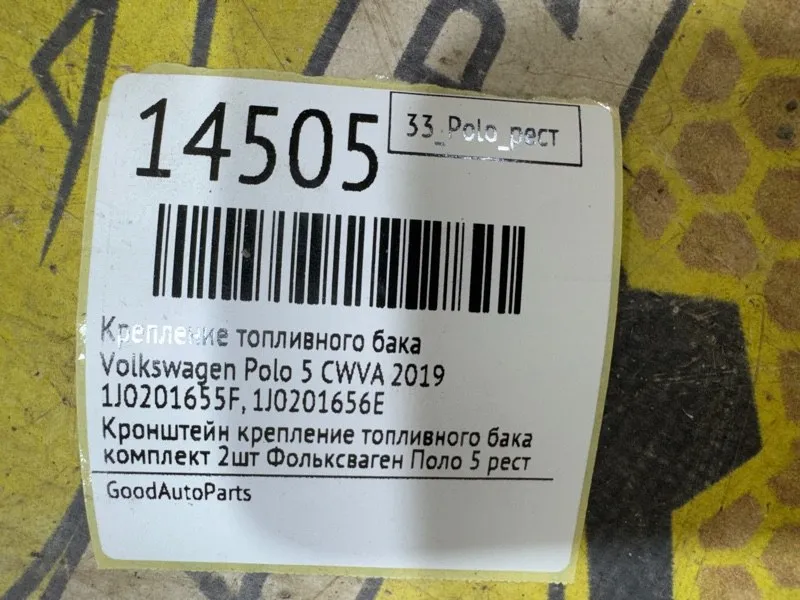 14505
33_Polo_рест
Крепление топливного бака
Volkswagen Polo 5 CWVA 2019
1J0201655F, 1J0201656E
Кронштейн крепление топливного бака
комплект 2шт Фольксваген Поло 5 рест
GoodAutoParts